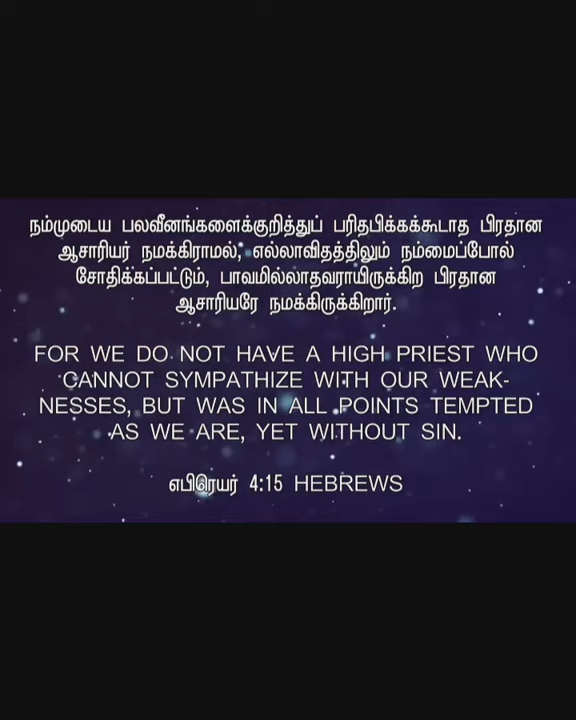 நம்முடைய பலவீனங்களைக்குறித்துப் பரிதபிக்கக்கூடாத பிரதான
ஆசாரியர் நமக்கிராமல், எல்லாவிதத்திலும் நம்மைப்போல்
சோதிக்கப்பட்டும், பாவமில்லாதவராயிருக்கிற பிரதான
ஆசாரியரே நமக்கிருக்கிறார்.
FOR WE DO NOT HAVE A HIGH PRIEST WHO
CANNOT SYMPATHIZE WITH OUR WEAK-
NESSES, BUT WAS IN ALL POINTS TEMPTED
AS WE ARE, YET WITHOUT SIN.
எபிரெயர் 4:15 HEBREWS